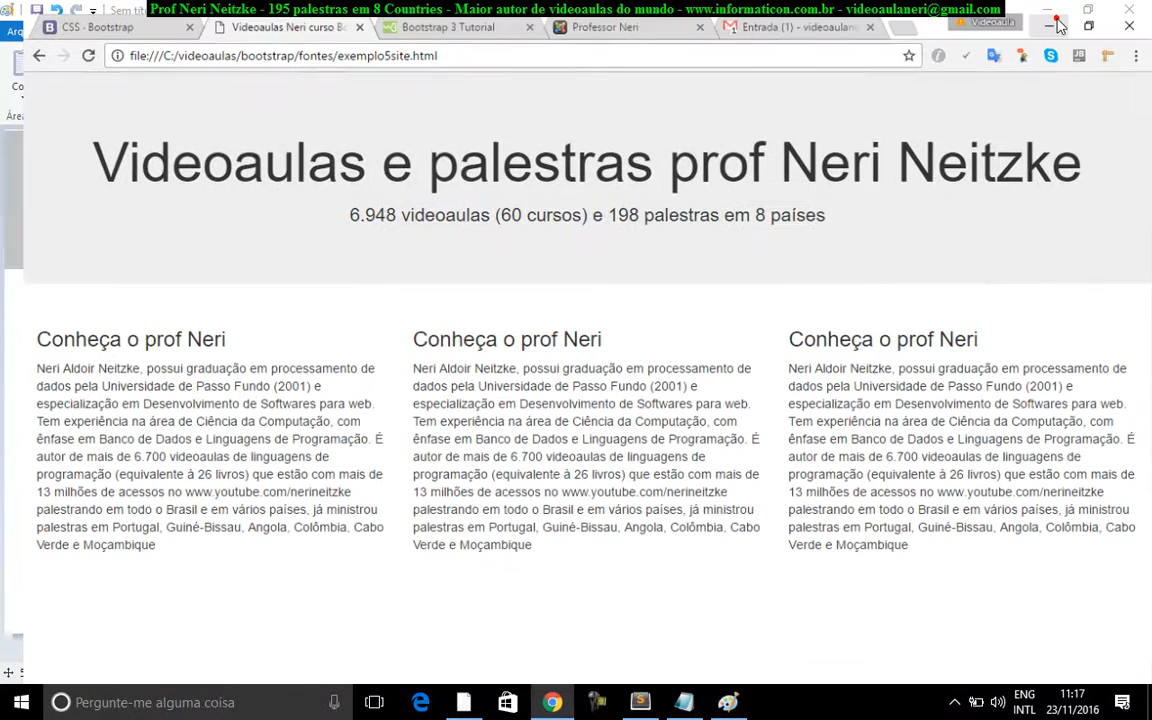 Prof Neri Neitzke - 195 palestras em 8 Countries - Maior autor de videoaulas do mundo - www.informaticon.com.br - videoaulaneri@gmail.com
Sem tít
CSS - Bootstrap
Videoaulas Neri curso Bo
Bootstrap 3 Tutorial
Professor Neri
Entrada (1) - videoaulane
Videoaula
Arq
file:///C:/videoaulas/bootstrap/fontes/exemplo5site.html
Co
Área
Videoaulas e palestras prof Neri Neitzke
6.948 videoaulas (60 cursos) e 198 palestras em 8 países
Conheça o prof Neri
Neri Aldoir Neitzke, possui graduação em processamento de
dados pela Universidade de Passo Fundo (2001) e
especialização em Desenvolvimento de Softwares para web.
Tem experiência na área de Ciência da Computação, com
ênfase em Banco de Dados e Linguagens de Programação. É
autor de mais de 6.700 videoaulas de linguagens de
programação (equivalente à 26 livros) que estão com mais de
13 milhões de acessos no www.youtube.com/nerineitzke
palestrando em todo o Brasil e em vários países, já ministrou
palestras em Portugal, Guiné-Bissau, Angola, Colômbia, Cabo
Verde e Moçambique
Conheça o prof Neri
Neri Aldoir Neitzke, possui graduação em processamento de
dados pela Universidade de Passo Fundo (2001) e
especialização em Desenvolvimento de Softwares para web.
Tem experiência na área de Ciência da Computação, com
ênfase em Banco de Dados e Linguagens de Programação. É
autor de mais de 6.700 videoaulas de linguagens de
programação (equivalente à 26 livros) que estão com mais de
13 milhões de acessos no www.youtube.com/nerineitzke
palestrando em todo o Brasil e em vários países, já ministrou
palestras em Portugal, Guiné-Bissau, Angola, Colômbia, Cabo
Verde e Moçambique
Conheça o prof Neri
Neri Aldoir Neitzke, possui graduação em processamento de
dados pela Universidade de Passo Fundo (2001) e
especialização em Desenvolvimento de Softwares para web.
Tem experiência na área de Ciência da Computação, com
ênfase em Banco de Dados e Linguagens de Programação. É
autor de mais de 6.700 videoaulas de linguagens de
programação (equivalente à 26 livros) que estão com mais de
13 milhões de acessos no www.youtube.com/nerineitzke
palestrando em todo o Brasil e em vários países, já ministrou
palestras em Portugal, Guiné-Bissau, Angola, Colômbia, Cabo
Verde e Moçambique
Pergunte-me alguma coisa
ENG
INTL
11:17
23/11/2016